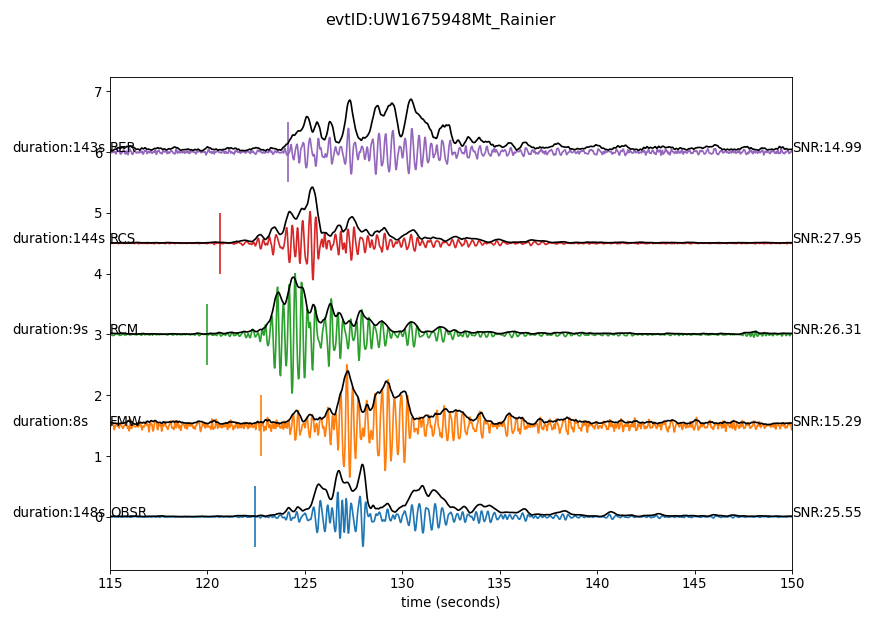 evtID:UW1675948Mt_Rainier
7
duration:143s RER SNR:14.99
6
5
duration:144s RCS SNR:27.95
4
duration:9s RCM SNR:26.31
3
2
duration:8s FMW SNR:15.29
1
duration:148s OBSR SNR:25.55
0
115 120 125 130 135 140 145 150
time (seconds)